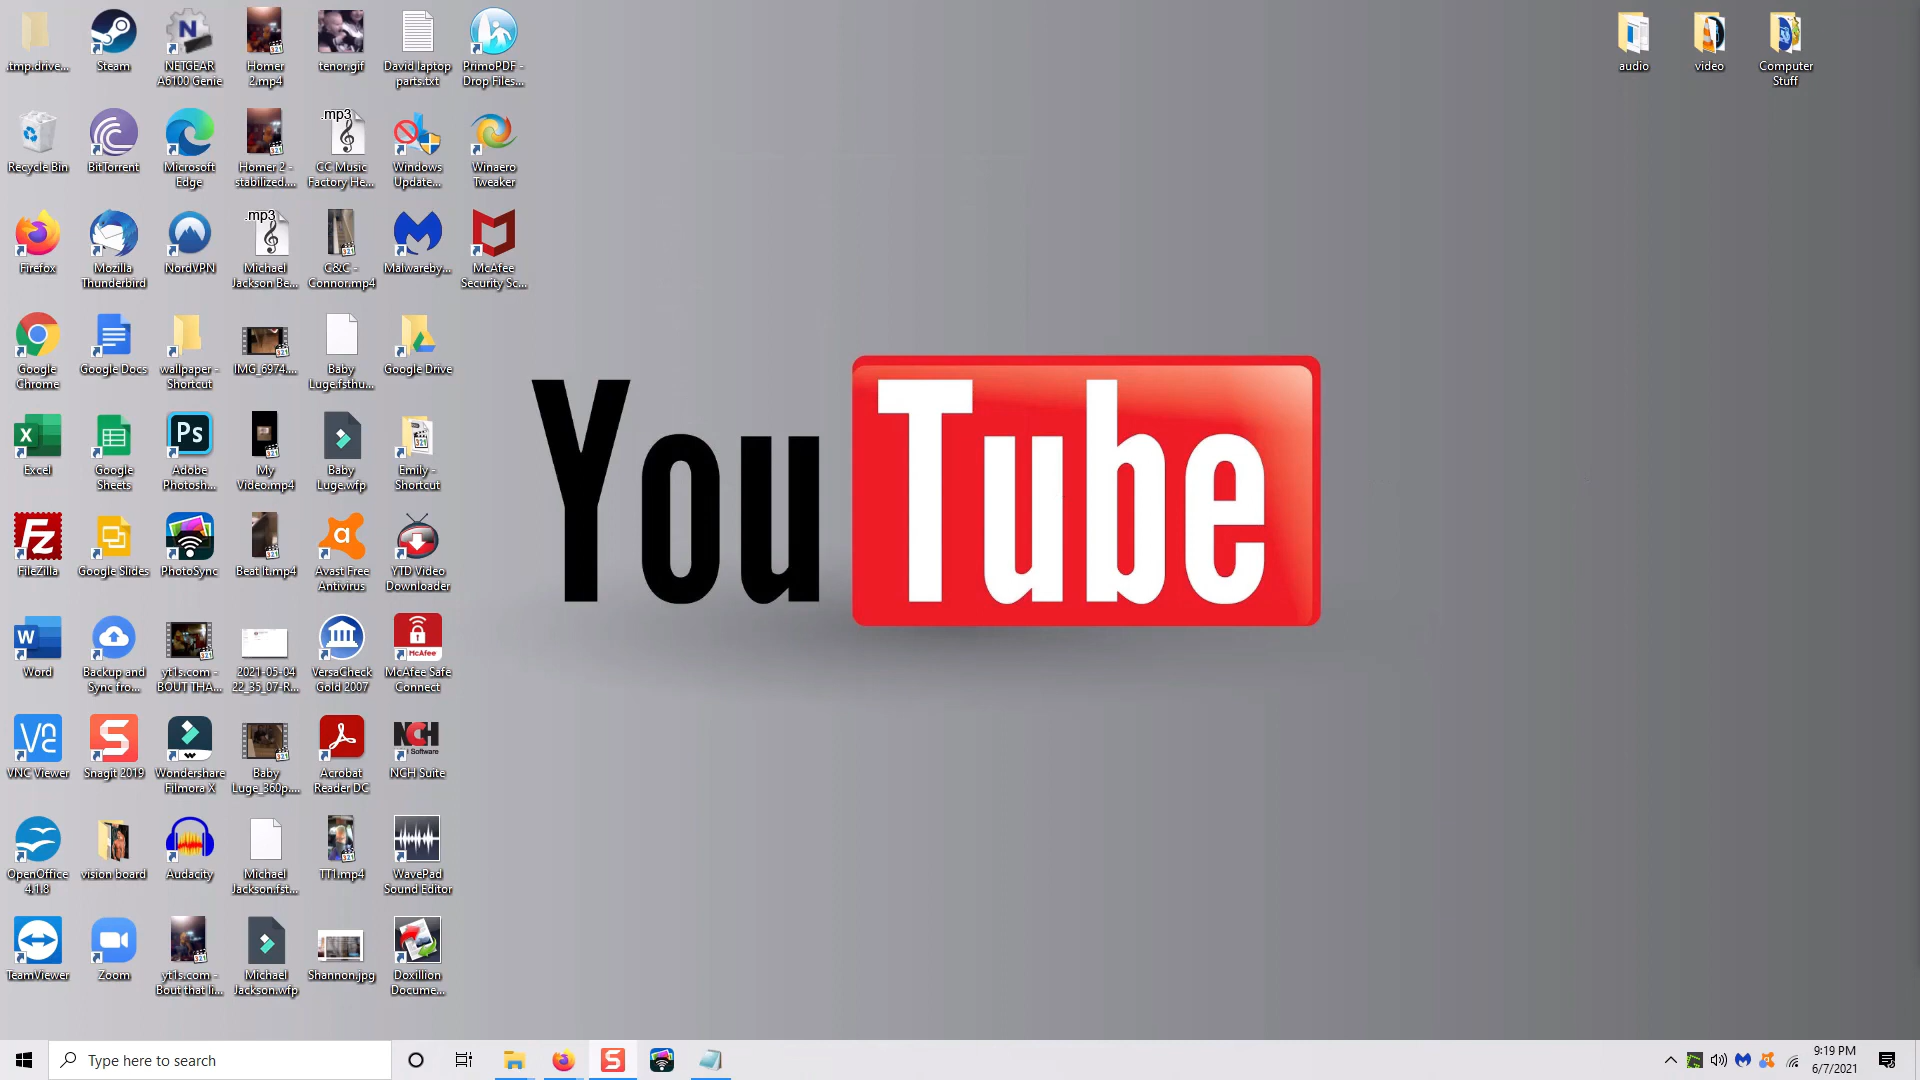 .tmp.drive...
Steam
NETGEAR
A6100 Genie
Homer
2.mp4
tenor.gif
David laptop
parts.txt
PrimoPDF -
Drop Files...
audio
video
Computer
Stuff
Recycle Bin
BitTorrent
Microsoft
Edge
Homer 2 -
stabilized....
.mp3
CC Music
Factory He...
Windows
Update...
Winaero
Tweaker
Firefox
Mozilla
Thunderbird
NordVPN
.mp3
Michael
Jackson Be...
C&C -
Connor.mp4
Malwareby...
McAfee
Security Sc...
Google
Chrome
Google Docs
wallpaper -
Shortcut
IMG_6974....
Baby
Luge.fsthu...
Google Drive
YouTube
X
Excel
Google
Sheets
Ps
Adobe
Photosh...
My
Video.mp4
Baby
Luge.wfp
Emily -
Shortcut
Fz
FileZilla
Google Slides
PhotoSync
Beat It.mp4
a
Avast Free
Antivirus
YTD Video
Downloader
W
Word
Backup and
Sync fro...
yt1s.com -
BOUT THA...
2021-05-04
22_35_07-R...
VersaCheck
Gold 2007
McAfee
McAfee Safe
Connect
VNC
VNC Viewer
S
Snagit 2019
Wondershare
Filmora X
Baby
Luge_360p....
Acrobat
Reader DC
NCH
Software
NCH Suite
OpenOffice
4.1.8
vision board
Audacity
Michael
Jackson.fst...
TT1.mp4
WavePad
Sound Editor
TeamViewer
Zoom
yt1s.com -
Bout that li...
Michael
Jackson.wfp
Shannon.jpg
Doxillion
Docume...
Type here to search
S
9:19 PM
6/7/2021